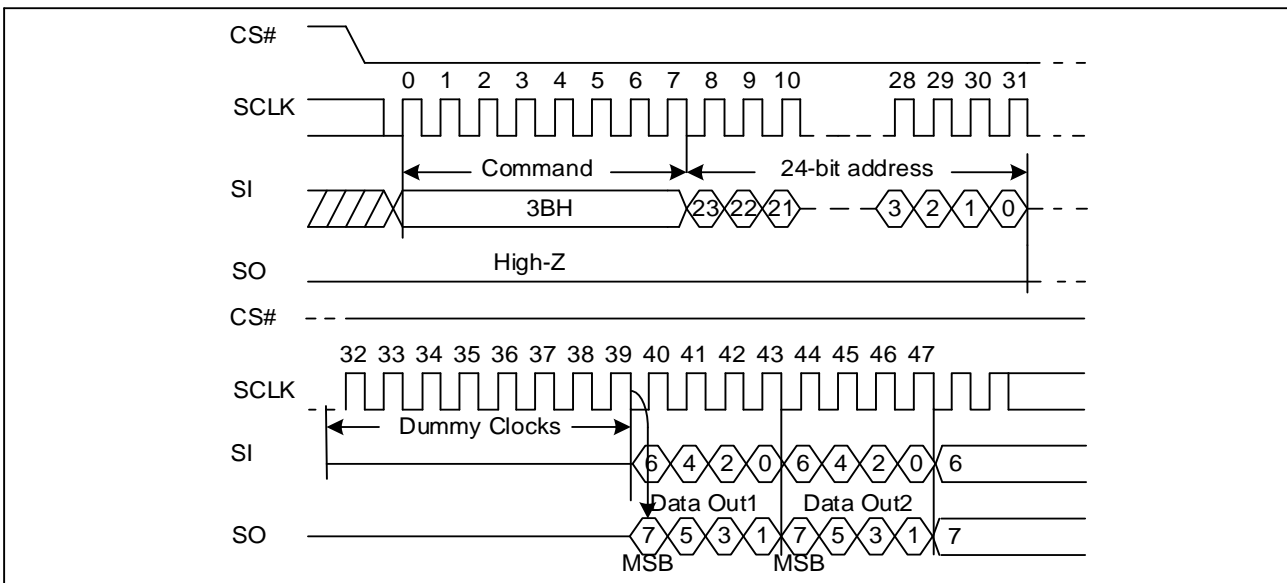 CS#
0 1 2 3 4 5 6 7 8 9 10 28 29 30 31
SCLK
Command 24-bit address
SI
3BH 23 22 21 3 2 1 0
High-Z
SO
CS#
32 33 34 35 36 37 38 39 40 41 42 43 44 45 46 47
SCLK
Dummy Clocks
SI
6 4 2 0 6 4 2 0 6
Data Out1 Data Out2
SO
7 5 3 1 7 5 3 1 7
MSB MSB